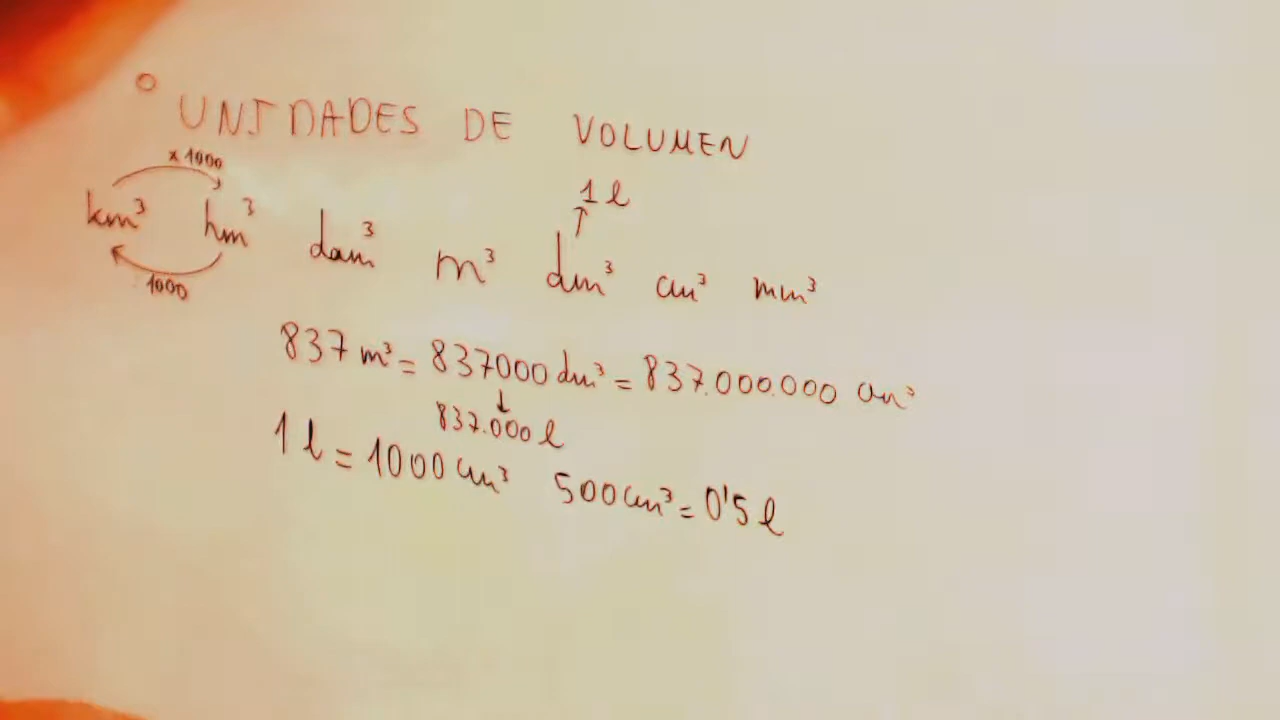 UNIDADES DE VOLUMEN
x 1000
1 l
km³ hm³ dam³ m³ dm³ cm³ mm³
1000
837 m³ = 837000 dm³ = 837.000.000 cm³
837.000 l
1 l = 1000 cm³ 500 cm³ = 0'5 l